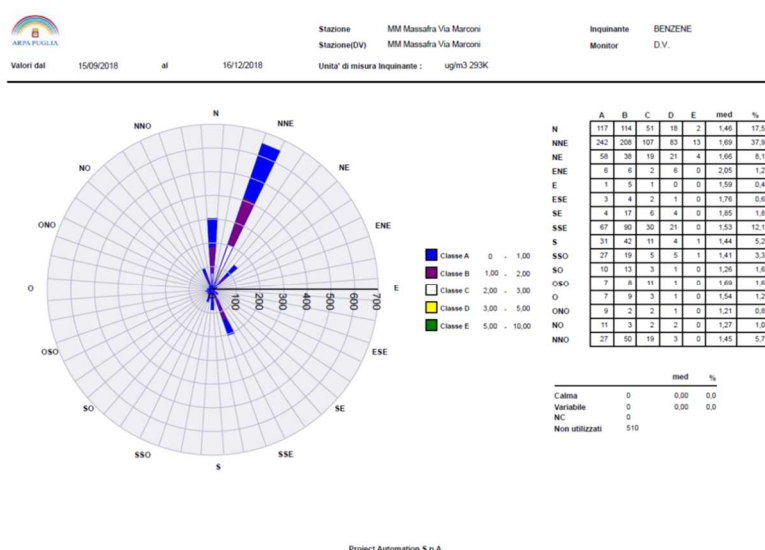 ARPA PUGLIA
Stazione MM Massafra Via Marconi Inquinante BENZENE
Stazione(DV) MM Massafra Via Marconi Monitor D.V.
Valori dal 15/09/2018 al 16/12/2018 Unita' di misura Inquinante : ug/m3 293K
N
NNE
NE
ENE
E
ESE
SE
SSE
S
SSO
SO
OSO
O
ONO
NO
NNO
100 200 300 400 500 600 700
Classe A 0 - 1,00
Classe B 1,00 - 2,00
Classe C 2,00 - 3,00
Classe D 3,00 - 5,00
Classe E 5,00 - 10,00
A B C D E med %
N 117 114 51 18 2 1,46 17,5
NNE 242 208 107 83 13 1,69 37,9
NE 58 38 19 21 4 1,66 8,1
ENE 6 6 2 6 0 2,05 1,2
E 1 5 1 0 0 1,59 0,4
ESE 3 4 2 1 0 1,76 0,6
SE 4 17 6 4 0 1,85 1,8
SSE 67 90 30 21 0 1,53 12,1
S 31 42 11 4 1 1,44 5,2
SSO 27 19 5 5 1 1,41 3,3
SO 10 13 3 1 0 1,26 1,6
OSO 7 8 11 1 0 1,69 1,6
O 7 9 3 1 0 1,54 1,2
ONO 9 2 2 1 0 1,21 0,8
NO 11 3 2 2 0 1,27 1,0
NNO 27 50 19 3 0 1,45 5,7
med %
Calma 0 0,00 0,0
Variabile 0 0,00 0,0
NC 0
Non utilizzati 510
Project Automation S.p.A.